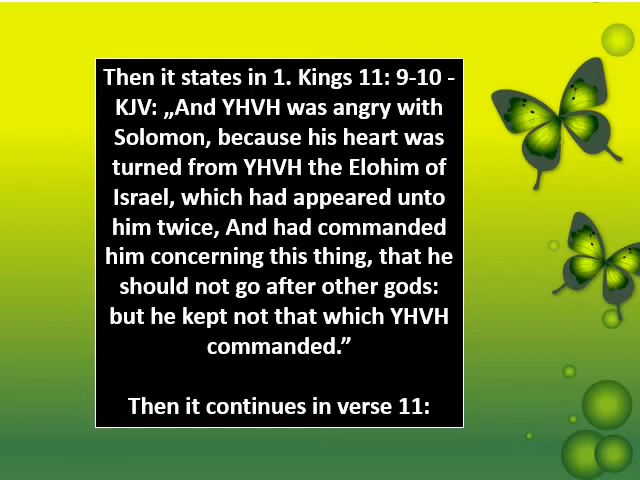 Then it states in 1. Kings 11: 9-10 -
KJV: „And YHVH was angry with
Solomon, because his heart was
turned from YHVH the Elohim of
Israel, which had appeared unto
him twice, And had commanded
him concerning this thing, that he
should not go after other gods:
but he kept not that which YHVH
commanded.”
Then it continues in verse 11: